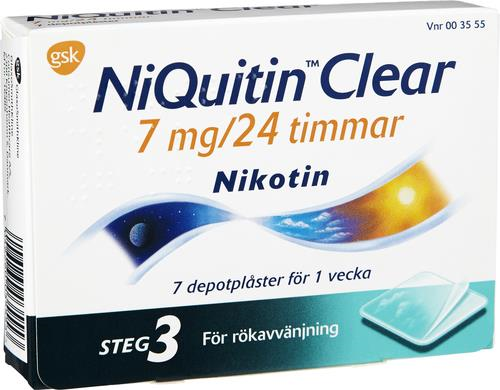 Vnr 00 35 55
gsk
NiQuitin™ Clear
7 mg/24 timmar
Nikotin
7 depotplåster för 1 vecka
STEG 3
För rökavvänjning